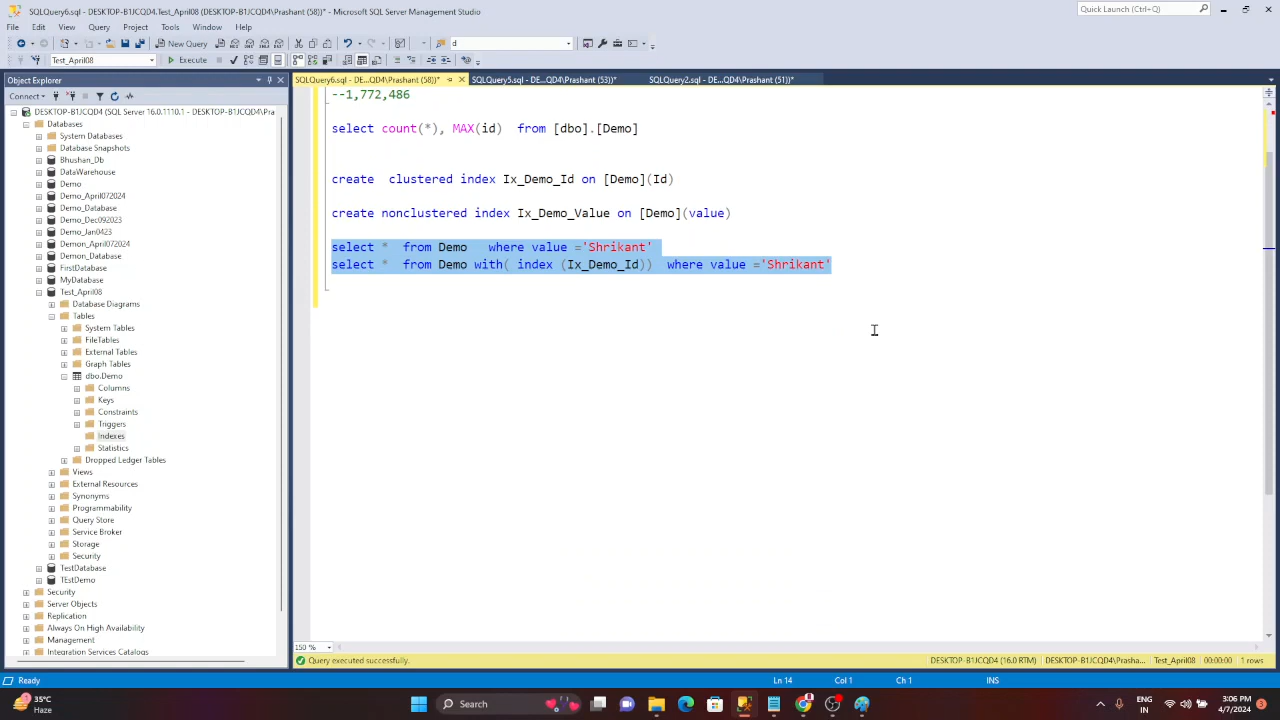 SQLQuery6.sql - DESKTOP-B1JCQD4.Test_April08 (DESKTOP-B1JCQD4\Prashant (58))* - Microsoft SQL Server Management Studio
Quick Launch (Ctrl+Q)
File Edit View Query Project Tools Window Help
New Query
d
Test_April08
Execute
Object Explorer
SQLQuery6.sql - DE...QD4\Prashant (58))*
SQLQuery5.sql - DE...QD4\Prashant (53))*
SQLQuery2.sql - DE...QD4\Prashant (51))*
Connect
DESKTOP-B1JCQD4 (SQL Server 16.0.1110.1 - DESKTOP-B1JCQD4\Pra
Databases
System Databases
Database Snapshots
Bhushan_Db
DataWarehouse
Demo
Demo_April072024
Demo_Database
Demo_Dec092023
Demo_Jan0423
Demon_April072024
Demon_Database
FirstDatabase
MyDatabase
Test_April08
Database Diagrams
Tables
System Tables
FileTables
External Tables
Graph Tables
dbo.Demo
Columns
Keys
Constraints
Triggers
Indexes
Statistics
Dropped Ledger Tables
Views
External Resources
Synonyms
Programmability
Query Store
Service Broker
Storage
Security
TestDatabase
TEstDemo
Security
Server Objects
Replication
Always On High Availability
Management
Integration Services Catalogs
--1,772,486
select count(*), MAX(id) from [dbo].[Demo]
create clustered index Ix_Demo_Id on [Demo](Id)
create nonclustered index Ix_Demo_Value on [Demo](value)
select * from Demo where value ='Shrikant'
select * from Demo with( index (Ix_Demo_Id)) where value ='Shrikant'
150 %
Query executed successfully.
DESKTOP-B1JCQD4 (16.0 RTM)
DESKTOP-B1JCQD4\Prasha...
Test_April08
00:00:00
1 rows
Ready
Ln 14
Col 1
Ch 1
INS
35°C
Haze
Search
ENG
IN
3:06 PM
4/7/2024